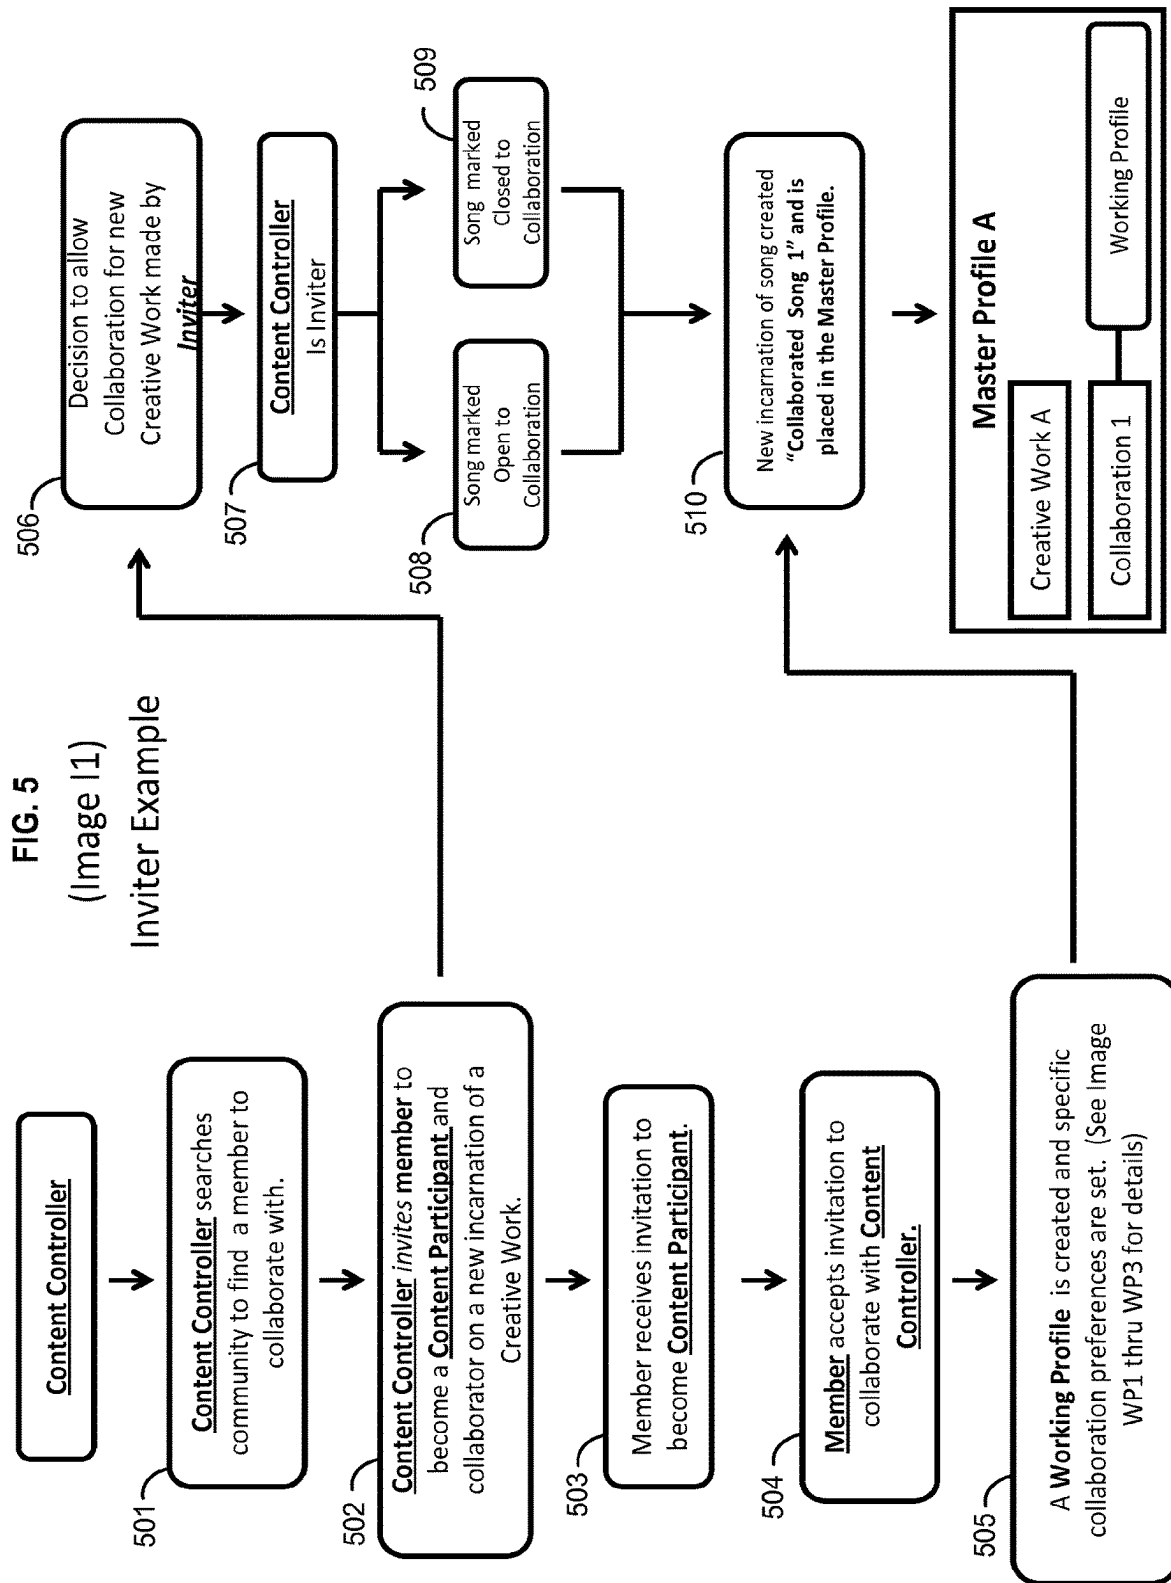 FIG. 5
(Image I1)
Inviter Example
Content Controller
501
Content Controller searches
community to find a member to
collaborate with.
502
Content Controller invites member to
become a Content Participant and
collaborator on a new incarnation of a
Creative Work.
503
Member receives invitation to
become Content Participant.
504
Member accepts invitation to
collaborate with Content
Controller.
505
A Working Profile is created and specific
collaboration preferences are set. (See Image
WP1 thru WP3 for details)
506
Decision to allow
Collaboration for new
Creative Work made by
Inviter
507
Content Controller
Is Inviter
508
Song marked
Open to
Collaboration
509
Song marked
Closed to
Collaboration
510
New incarnation of song created
“Collaborated Song 1” and is
placed in the Master Profile.
Master Profile A
Creative Work A
Collaboration 1
Working Profile